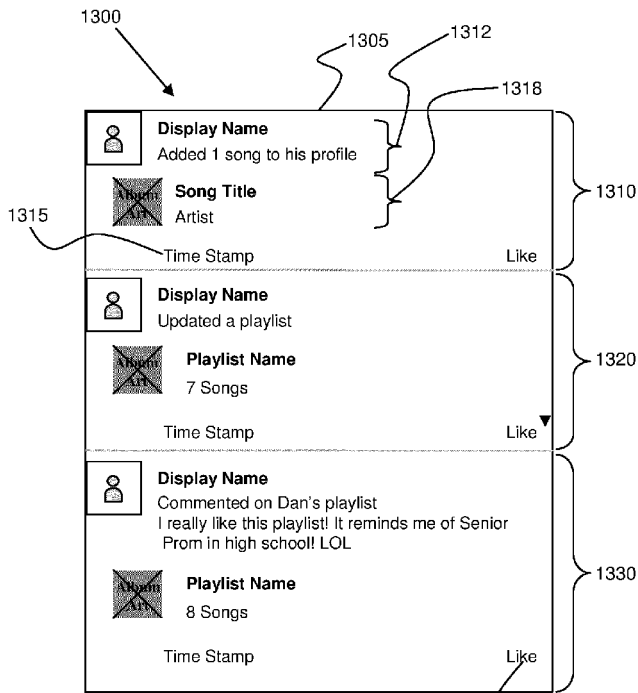 1300
1305
1312
1318
Display Name
Added 1 song to his profile
1310
Album
Art
Song Title
Artist
1315
Time Stamp
Like
Display Name
Updated a playlist
1320
Album
Art
Playlist Name
7 Songs
Time Stamp
Like
Display Name
Commented on Dan's playlist
I really like this playlist! It reminds me of Senior
Prom in high school! LOL
1330
Album
Art
Playlist Name
8 Songs
Time Stamp
Like